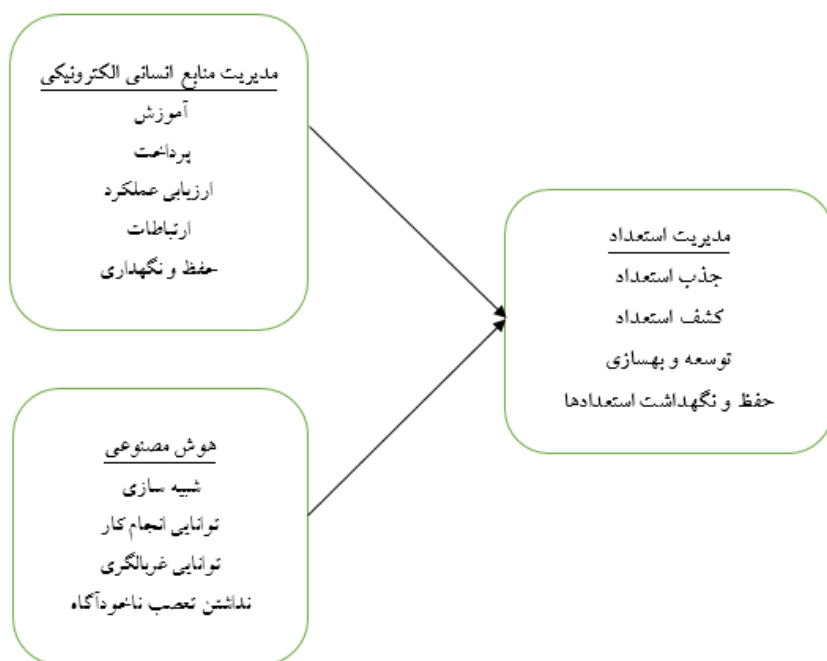 مدیریت منابع انسانی الکترونیکی
آموزش
پرداخت
ارزیابی عملکرد
ارتباطات
حفظ و نگهداری
مدیریت استعداد
جذب استعداد
کشف استعداد
توسعه و بهسازی
حفظ و نگهداشت استعدادها
هوش مصنوعی
شبیه سازی
توانایی انجام کار
توانایی غربالگری
نداشتن تعصب ناخودآگاه